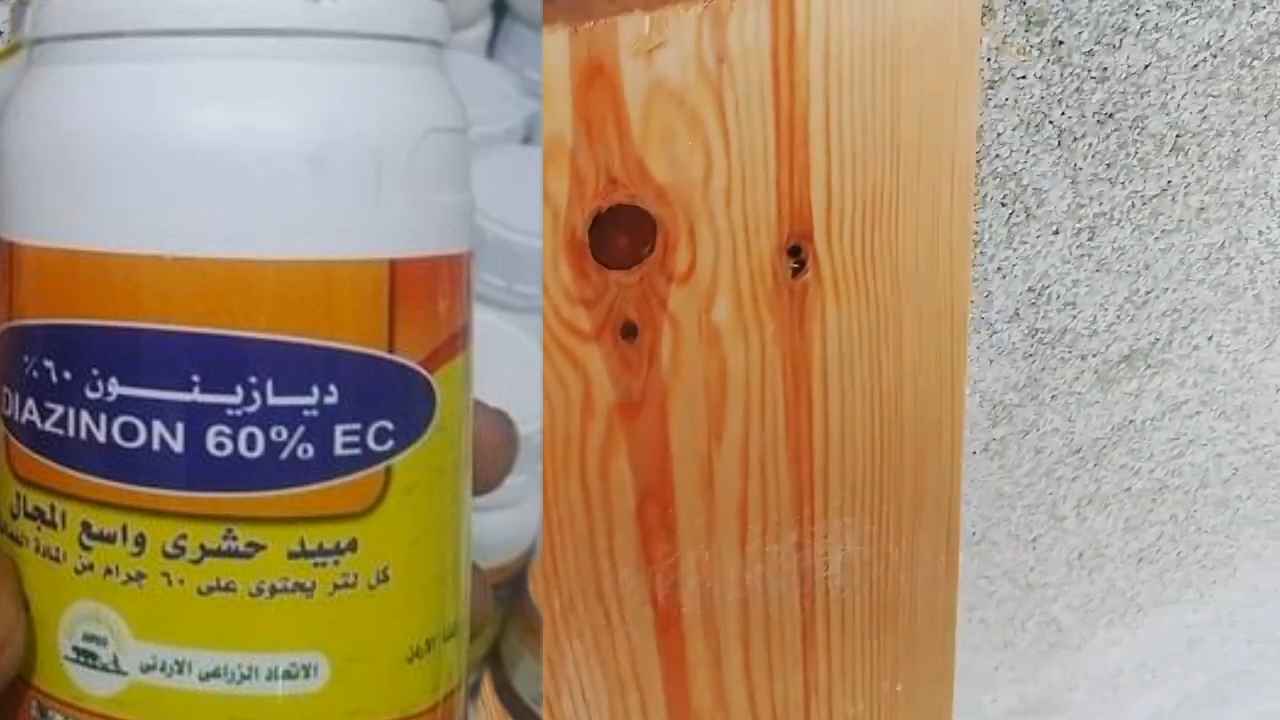 ديازينون ٦٠٪
DIAZINON 60% EC
مبيد حشرى واسع المجال
كل لتر يحتوى على ٦٠ جرام من المادة
الاتحاد الزراعى الاردنى